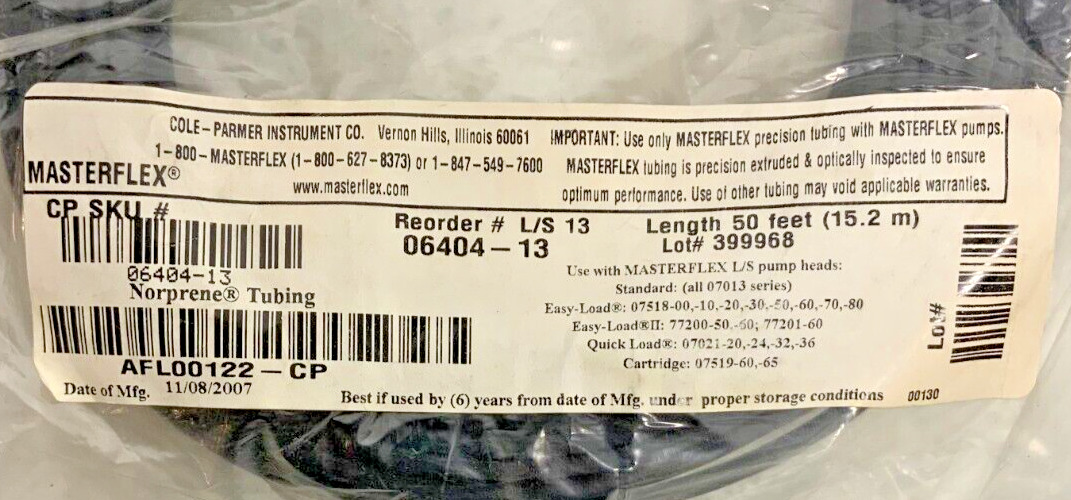 COLE-PARMER INSTRUMENT CO. Vernon Hills, Illinois 60061
1-800-MASTERFLEX (1-800-627-8373) or 1-847-549-7600
MASTERFLEX®
www.masterflex.com
IMPORTANT: Use only MASTERFLEX precision tubing with MASTERFLEX pumps.
MASTERFLEX tubing is precision extruded & optically inspected to ensure
optimum performance. Use of other tubing may void applicable warranties.
CP SKU #
06404-13
Norprene® Tubing
Reorder # L/S 13
06404-13
Length 50 feet (15.2 m)
Lot# 399968
Use with MASTERFLEX L/S pump heads:
Standard: (all 07013 series)
Easy-Load®: 07518-00,-10,-20,-30,-50,-60,-70,-80
Easy-Load®II: 77200-50,-60; 77201-60
Quick Load®: 07021-20,-24,-32,-36
Cartridge: 07519-60,-65
Lot#
AFL00122-CP
Date of Mfg. 11/08/2007
Best if used by (6) years from date of Mfg. under proper storage conditions
00130